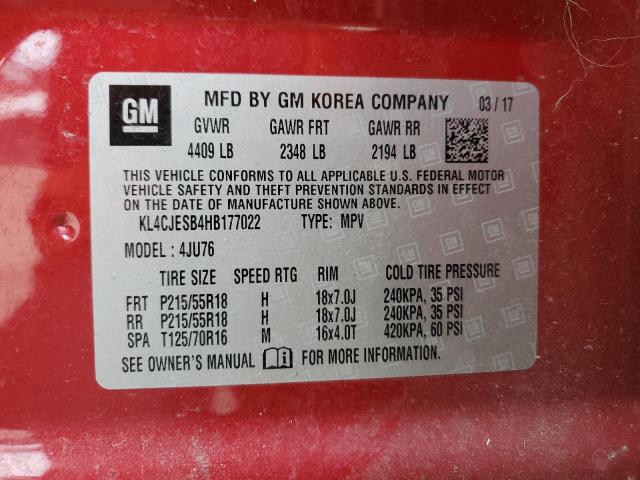 GM
MFD BY GM KOREA COMPANY 03 / 17
GVWR GAWR FRT GAWR RR
4409 LB 2348 LB 2194 LB
THIS VEHICLE CONFORMS TO ALL APPLICABLE U.S. FEDERAL MOTOR
VEHICLE SAFETY AND THEFT PREVENTION STANDARDS IN EFFECT
ON THE DATE OF MANUFACTURE SHOWN ABOVE.
KL4CJESB4HB177022 TYPE: MPV
MODEL : 4JU76
TIRE SIZE SPEED RTG RIM COLD TIRE PRESSURE
FRT P215/55R18 H 18x7.0J 240KPA, 35 PSI
RR P215/55R18 H 18x7.0J 240KPA, 35 PSI
SPA T125/70R16 M 16x4.0T 420KPA, 60 PSI
SEE OWNER'S MANUAL FOR MORE INFORMATION.